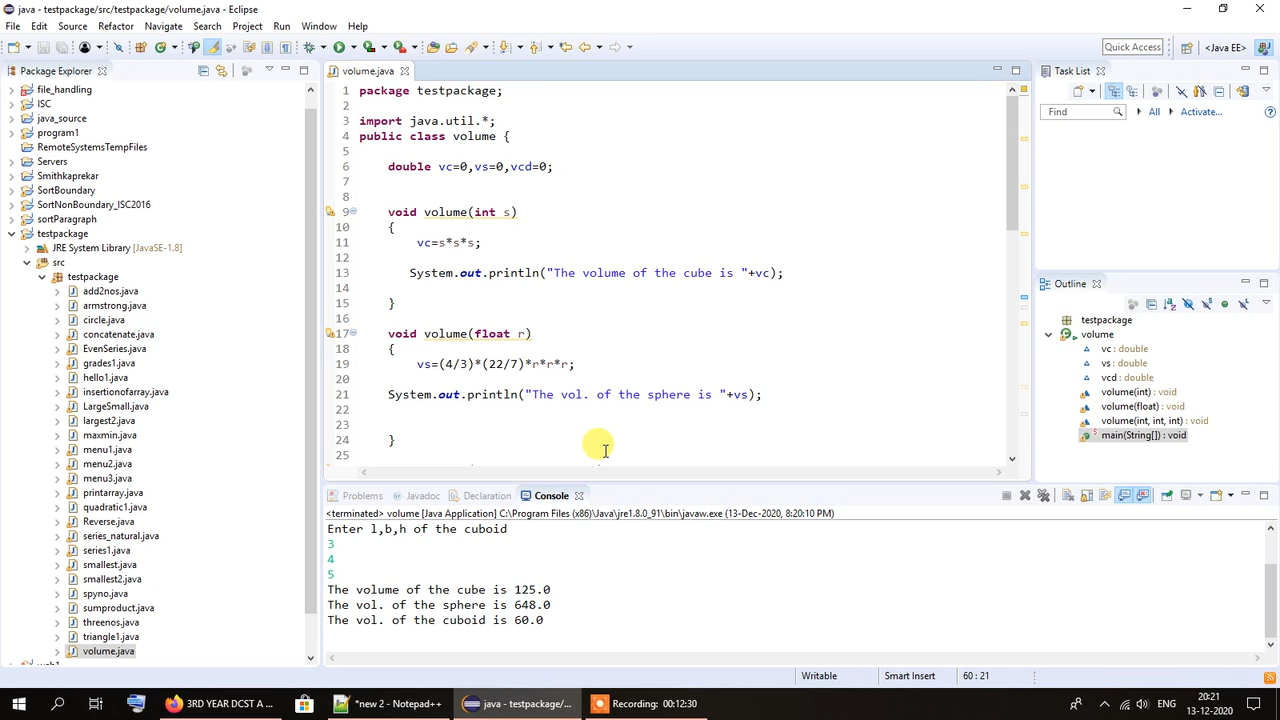 java - testpackage/src/testpackage/volume.java - Eclipse
File Edit Source Refactor Navigate Search Project Run Window Help
Quick Access <Java EE>
Package Explorer
file_handling
ISC
java_source
program1
RemoteSystemsTempFiles
Servers
Smithkaprekar
SortBoundary
SortNonBoundary_ISC2016
sortParagraph
testpackage
JRE System Library [JavaSE-1.8]
src
testpackage
add2nos.java
armstrong.java
circle.java
concatenate.java
EvenSeries.java
grades1.java
hello1.java
insertionofarray.java
LargeSmall.java
largest2.java
maxmin.java
menu1.java
menu2.java
menu3.java
printarray.java
quadratic1.java
Reverse.java
series_natural.java
series1.java
smallest.java
smallest2.java
spyno.java
sumproduct.java
threenos.java
triangle1.java
volume.java
volume.java
1 package testpackage;
2
3 import java.util.*;
4 public class volume {
5
6 double vc=0,vs=0,vcd=0;
7
8
9 void volume(int s)
10 {
11 vc=s*s*s;
12
13 System.out.println("The volume of the cube is "+vc);
14
15 }
16
17 void volume(float r)
18 {
19 vs=(4/3)*(22/7)*r*r*r;
20
21 System.out.println("The vol. of the sphere is "+vs);
22
23
24 }
25
Task List
Find All Activate...
Outline
testpackage
volume
vc : double
vs : double
vcd : double
volume(int) : void
volume(float) : void
volume(int, int, int) : void
main(String[]) : void
Problems Javadoc Declaration Console
<terminated> volume [Java Application] C:\Program Files (x86)\Java\jre1.8.0_91\bin\javaw.exe (13-Dec-2020, 8:20:10 PM)
Enter l,b,h of the cuboid
3
4
5
The volume of the cube is 125.0
The vol. of the sphere is 648.0
The vol. of the cuboid is 60.0
Writable Smart Insert 60 : 21
3RD YEAR DCST A ... *new 2 - Notepad++ java - testpackage/... Recording: 00:12:30 ENG 20:21
13-12-2020